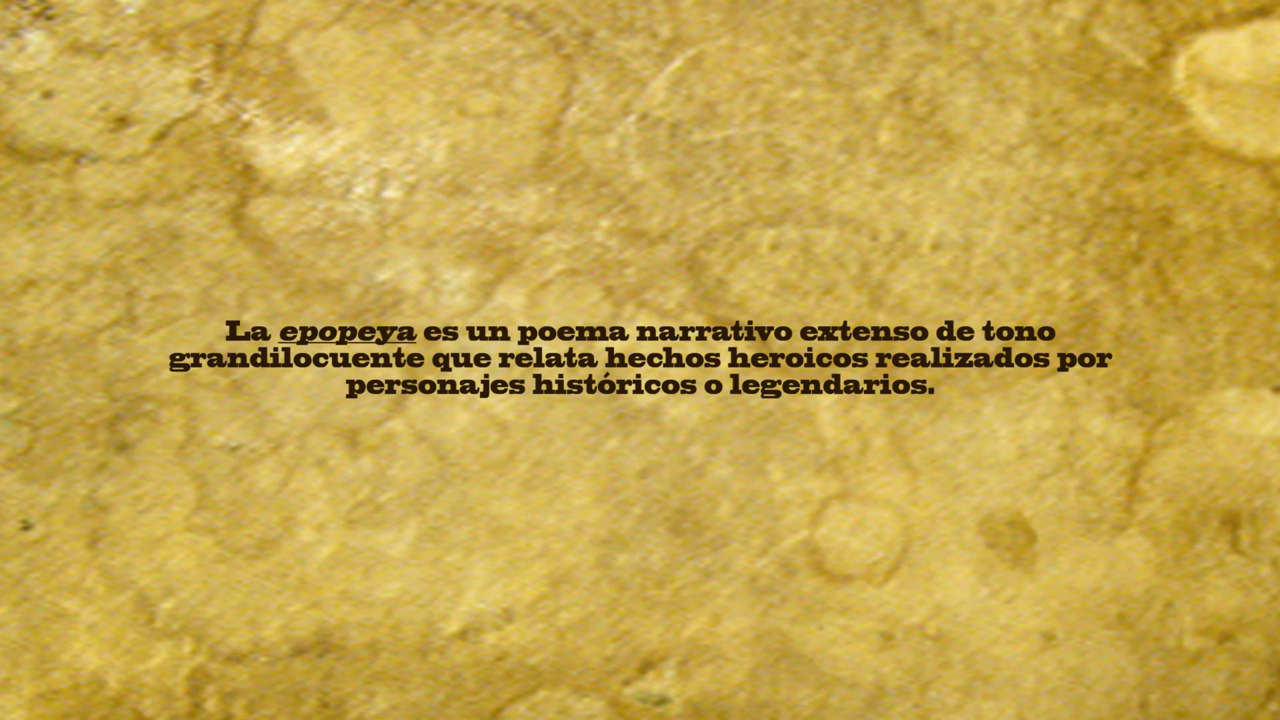 La epopeya es un poema narrativo extenso de tono
grandilocuente que relata hechos heroicos realizados por
personajes históricos o legendarios.